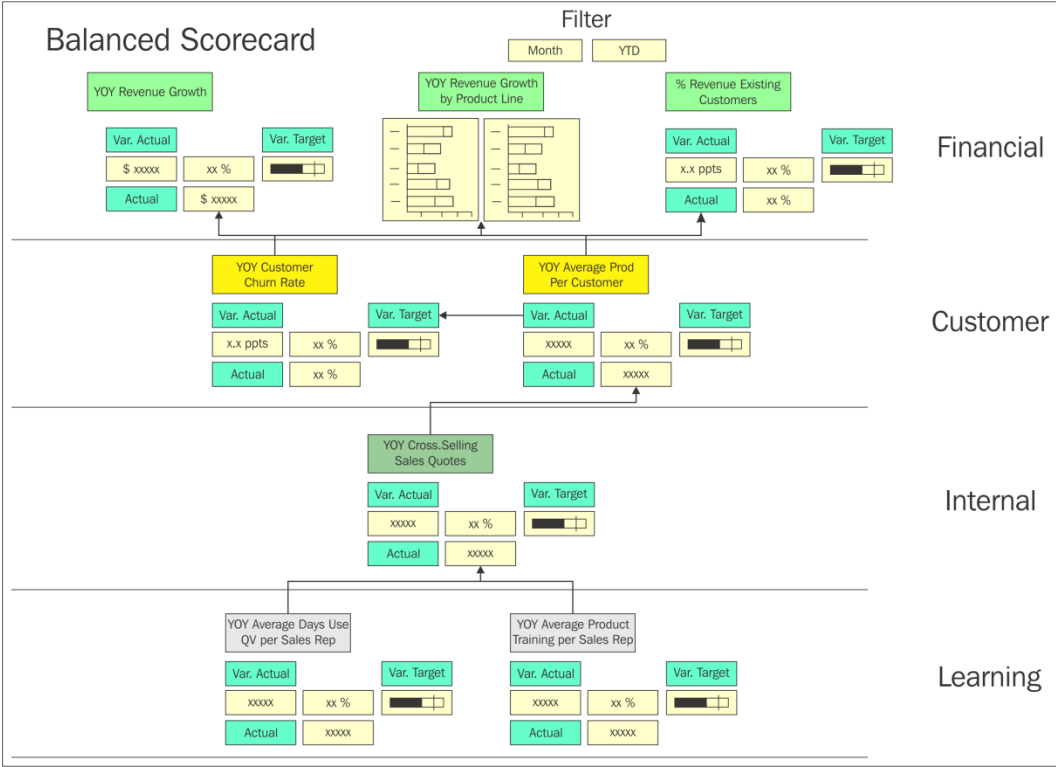 Balanced Scorecard
Filter
Month YTD
YOY Revenue Growth
YOY Revenue Growth
by Product Line
% Revenue Existing
Customers
Var. Actual Var. Target
$ xxxxx xx %
Actual $ xxxxx
Var. Actual Var. Target
x.x ppts xx %
Actual xx %
Financial
YOY Customer
Churn Rate
YOY Average Prod
Per Customer
Var. Actual Var. Target
x.x ppts xx %
Actual xx %
Var. Actual Var. Target
xxxxx xx %
Actual xxxxx
Customer
YOY Cross.Selling
Sales Quotes
Var. Actual Var. Target
xxxxx xx %
Actual xxxxx
Internal
YOY Average Days Use
QV per Sales Rep
YOY Average Product
Training per Sales Rep
Var. Actual Var. Target
xxxxx xx %
Actual xxxxx
Var. Actual Var. Target
xxxxx xx %
Actual xxxxx
Learning